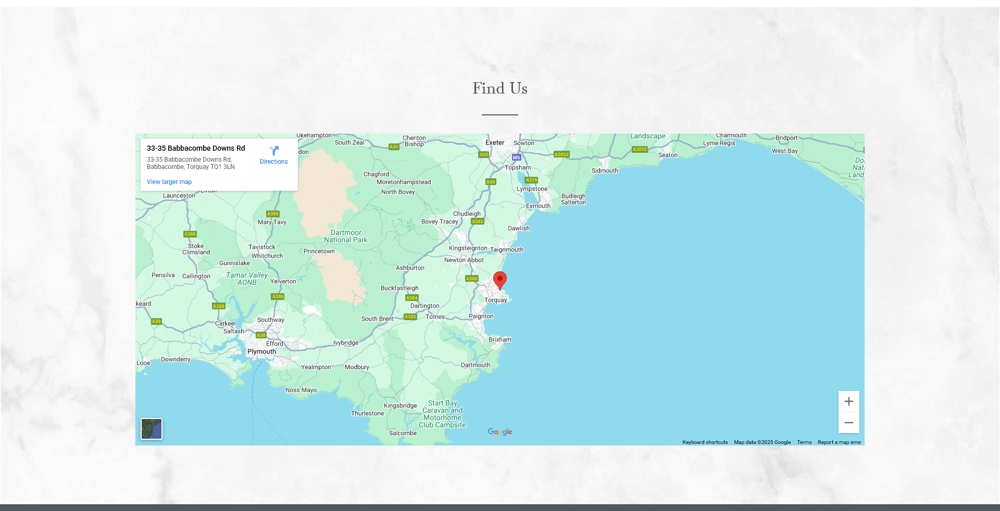 Find Us
33-35 Babbacombe Downs Rd
33-35 Babbacombe Downs Rd,
Babbacombe, Torquay TQ1 3LN
Directions
View larger map
Okehampton
South Zeal
Cheriton
Bishop
A30
Exeter
Sowton
Landscape
Charmouth
Lyme Regis
Bridport
West Bay
A30
M5
A3052
A3052
Seaton
Topsham
Sidmouth
Chagford
Moretonhampstead
North Bovey
A38
A376
Lympstone
Launceston
Budleigh
Salterton
Exmouth
A386
Mary Tavy
Chudleigh
A380
Bovey Tracey
Dawlish
A388
Dartmoor
National Park
Stoke
Climsland
Tavistock
Whitchurch
Princetown
Kingsteignton
Teignmouth
Newton Abbot
Gunnislake
Ashburton
Pensilva
Callington
Tamar Valley
AONB
Yelverton
A380
Buckfastleigh
A386
A384
Torquay
keard
A388
Dartington
A38
Southway
South Brent
A385
Totnes
Paignton
Carkeel
Saltash
A38
Efford
Ivybridge
Brixham
Plymouth
Looe
Downderry
Yealmpton
Modbury
Dartmouth
Noss Mayo
Kingsbridge
Start Bay
Caravan and
Motorhome
Club Campsite
Thurlestone
Salcombe
Google
Keyboard shortcuts
Map data ©2025 Google
Terms
Report a map error